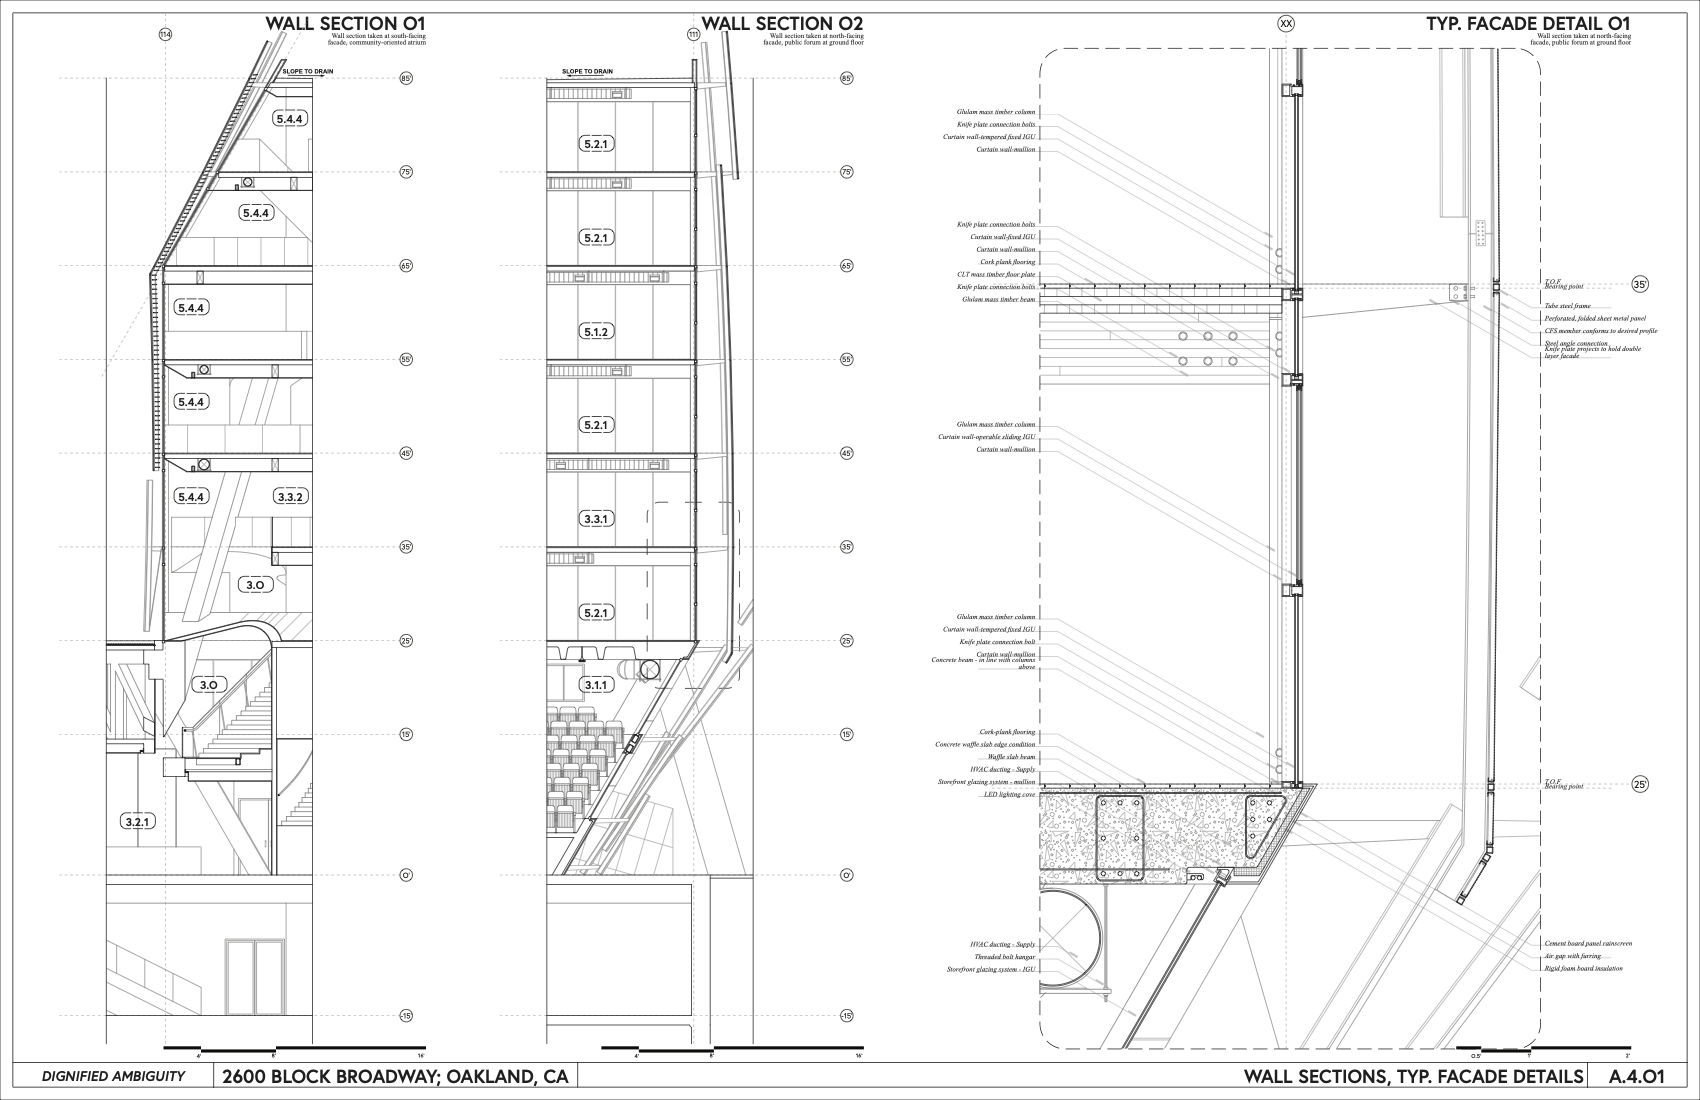 WALL SECTION 01
Wall section taken at south-facing
facade, community-oriented atrium
114
SLOPE TO DRAIN
85'
5.4.4
75'
5.4.4
65'
5.4.4
55'
5.4.4
45'
5.4.4
3.3.2
35'
3.0
25'
3.0
15'
3.2.1
0'
-15'
4'
8'
16'
WALL SECTION 02
Wall section taken at north-facing
facade, public forum at ground floor
111
SLOPE TO DRAIN
85'
5.2.1
75'
5.2.1
65'
5.1.2
55'
5.2.1
45'
3.3.1
35'
5.2.1
25'
3.1.1
15'
0'
-15'
4'
8'
16'
XX
TYP. FACADE DETAIL 01
Wall section taken at north-facing
facade, public forum at ground floor
Glulam mass timber column
Knife plate connection bolts
Curtain wall-tempered fixed IGU
Curtain wall-mullion
Knife plate connection bolts
Curtain wall-fixed IGU
Curtain wall-mullion
Cork plank flooring
CLT mass timber floor plate
Knife plate connection bolts
Glulam mass timber beam
T.O.F.
Bearing point
35'
Tube steel frame
Perforated, folded sheet metal panel
CFS member conforms to desired profile
Steel angle connection
Knife plate projects to hold double
layer facade
Glulam mass timber column
Curtain wall-operable sliding IGU
Curtain wall-mullion
Glulam mass timber column
Curtain wall-tempered fixed IGU
Knife plate connection bolt
Curtain wall-mullion
Concrete beam - in line with columns
above
Cork-plank flooring
Concrete waffle slab edge condition
Waffle slab beam
HVAC ducting - Supply
Storefront glazing system - mullion
LED lighting cove
T.O.F.
Bearing point
25'
HVAC ducting - Supply
Threaded bolt hangar
Storefront glazing system - IGU
Cement board panel rainscreen
Air gap with furring
Rigid foam board insulation
0.5'
1'
2'
DIGNIFIED AMBIGUITY
2600 BLOCK BROADWAY; OAKLAND, CA
WALL SECTIONS, TYP. FACADE DETAILS
A.4.01